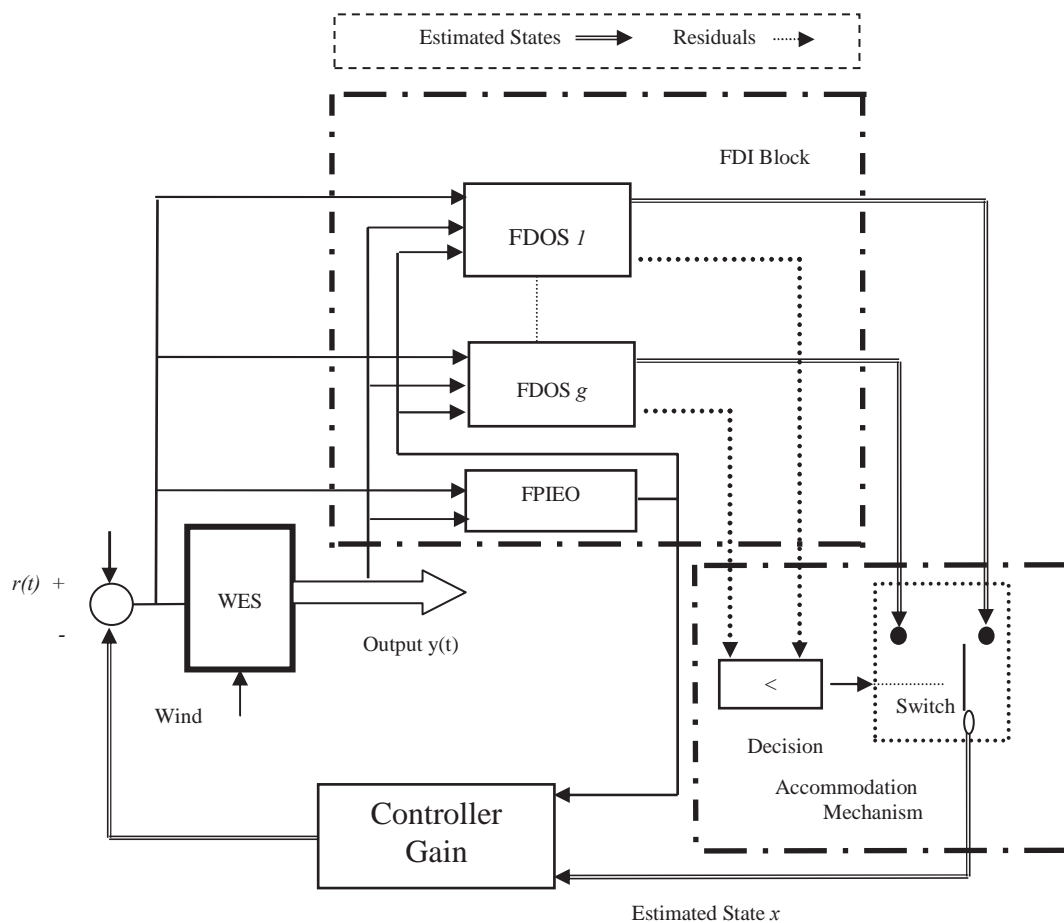 Estimated States
Residuals
FDI Block
FDOS 1
FDOS g
FPIEO
r(t) +
-
WES
Output y(t)
Wind
<
Switch
Decision
Accommodation
Mechanism
Controller
Gain
Estimated State x